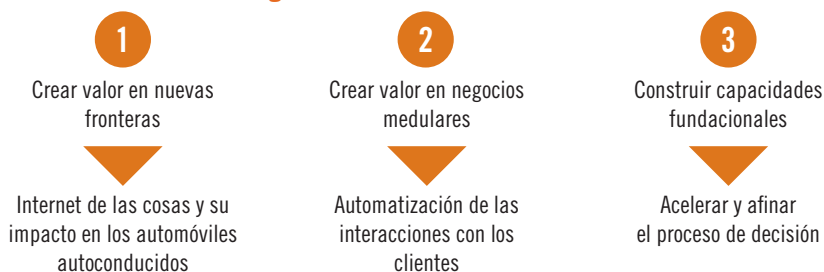 1
Crear valor en nuevas
fronteras
Internet de las cosas y su
impacto en los automóviles
autoconducidos
2
Crear valor en negocios
medulares
Automatización de las
interacciones con los
clientes
3
Construir capacidades
fundacionales
Acelerar y afinar
el proceso de decisión